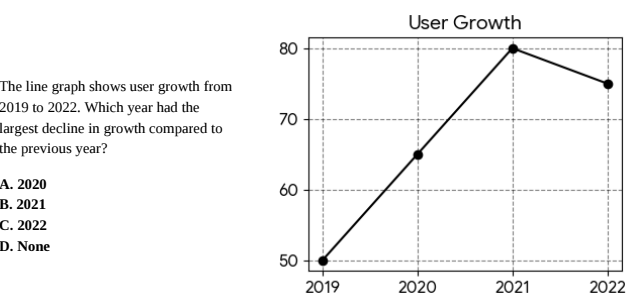 The line graph shows user growth from
2019 to 2022. Which year had the
largest decline in growth compared to
the previous year?
A. 2020
B. 2021
C. 2022
D. None
User Growth
80
70
60
50
2019 2020 2021 2022